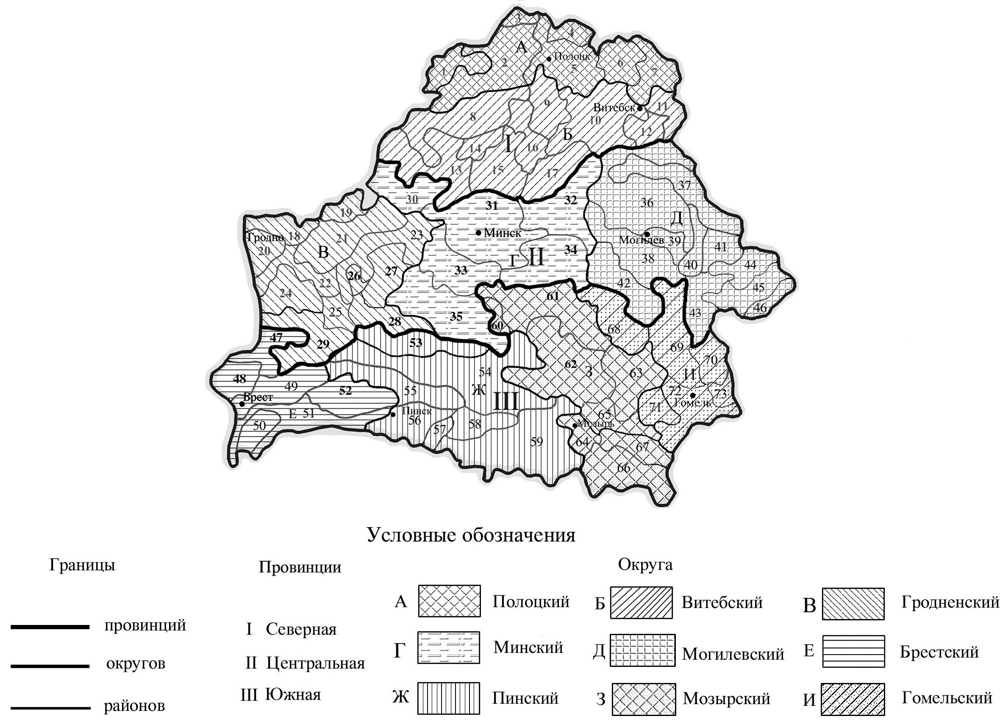 3
4
А
Полоцк
1
2
5
6
7
8
9
Витебск
10
11
12
Б
I
14
16
13
15
17
30
31
32
37
36
19
18
21
23
Гродно
20
В
Минск
Д
Могилёв
39
41
Г
II
34
38
40
44
22
26
27
33
42
45
24
25
28
35
61
46
43
47
29
53
60
68
69
70
48
49
52
54
62
З
63
И
55
Ж
III
72
73
Брест
Е
51
Пинск
56
Гомель
71
50
57
58
65
Мозырь
59
64
67
66
Условные обозначения
Границы
Провинции
Округа
провинций
округов
районов
I Северная
II Центральная
III Южная
А Полоцкий
Б Витебский
В Гродненский
Г Минский
Д Могилевский
Е Брестский
Ж Пинский
З Мозырский
И Гомельский